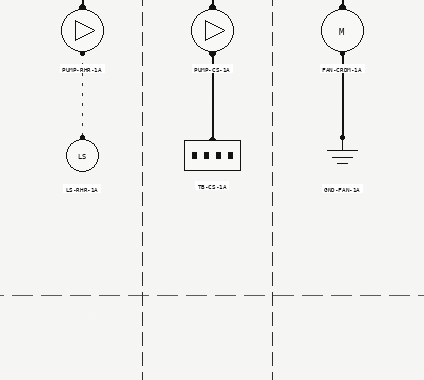 M
PUMP-RHR-1A
PUMP-CS-1A
FAN-CRDM-1A
LS
LS-RHR-1A
TB-CS-1A
GND-FAN-1A